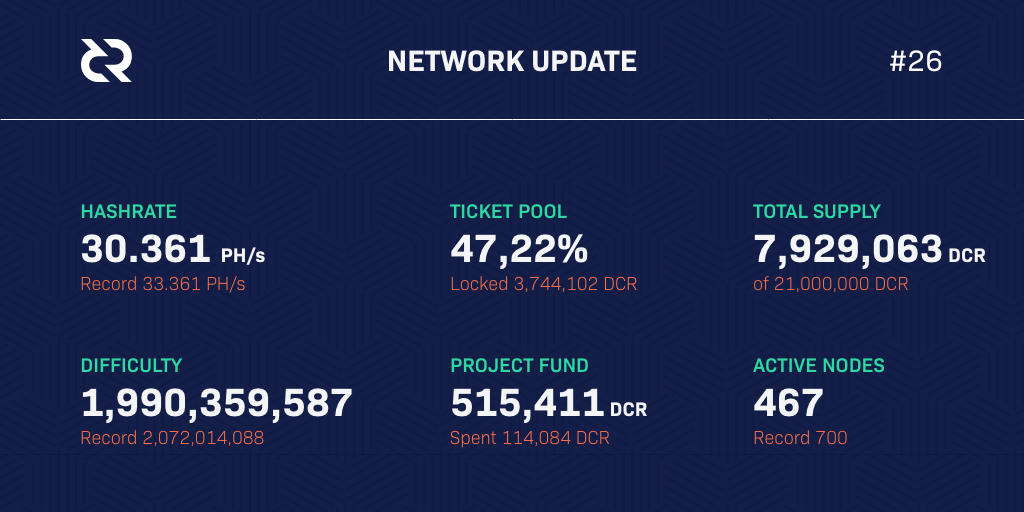 NETWORK UPDATE
#26
HASHRATE
30.361 PH/s
Record 33.361 PH/s
TICKET POOL
47,22%
Locked 3,744,102 DCR
TOTAL SUPPLY
7,929,063 DCR
of 21,000,000 DCR
DIFFICULTY
1,990,359,587
Record 2,072,014,088
PROJECT FUND
515,411 DCR
Spent 114,084 DCR
ACTIVE NODES
467
Record 700